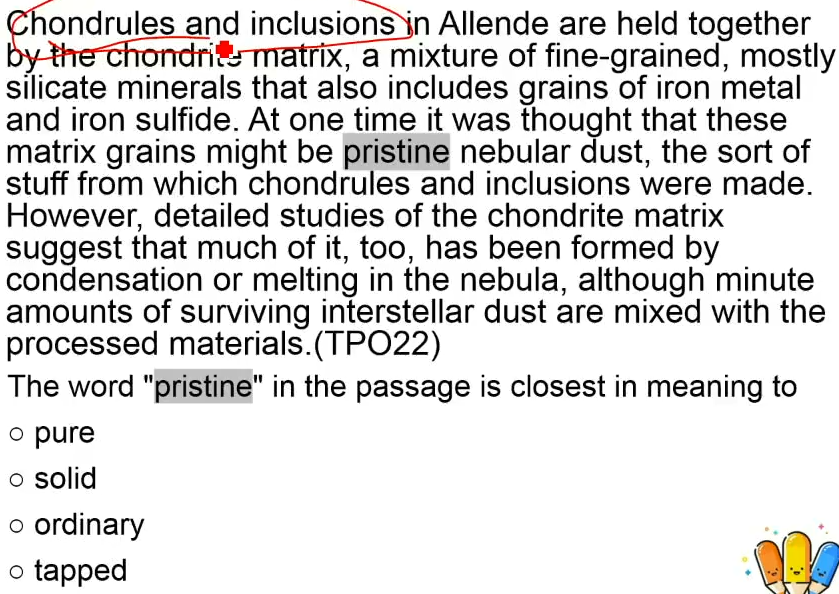 Chondrules and inclusions in Allende are held together
by the chondrite matrix, a mixture of fine-grained, mostly
silicate minerals that also includes grains of iron metal
and iron sulfide. At one time it was thought that these
matrix grains might be pristine nebular dust, the sort of
stuff from which chondrules and inclusions were made.
However, detailed studies of the chondrite matrix
suggest that much of it, too, has been formed by
condensation or melting in the nebula, although minute
amounts of surviving interstellar dust are mixed with the
processed materials.(TPO22)
The word "pristine" in the passage is closest in meaning to
○ pure
○ solid
○ ordinary
○ tapped